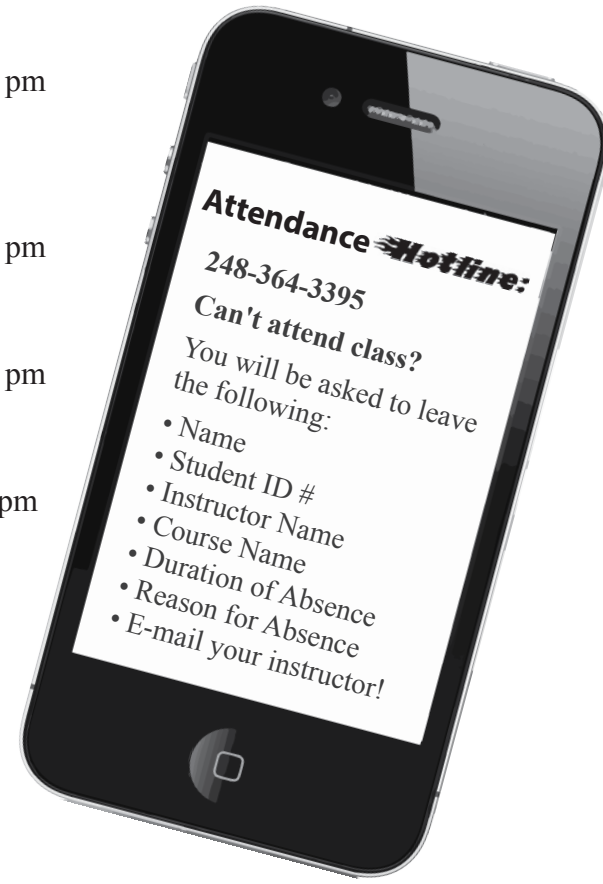 pm
pm
pm
pm
Attendance Hotline:
248-364-3395
Can't attend class?
You will be asked to leave
the following:
• Name
• Student ID #
• Instructor Name
• Course Name
• Duration of Absence
• Reason for Absence
• E-mail your instructor!